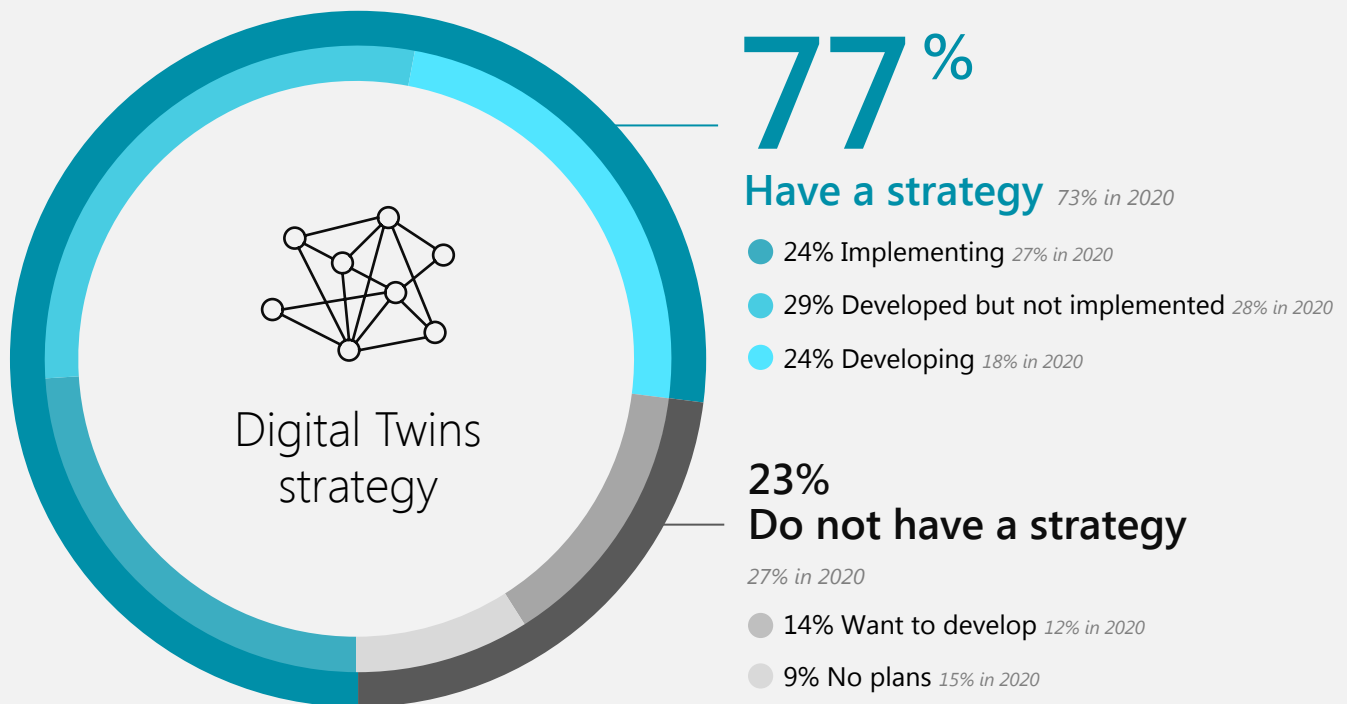 77%
Have a strategy 73% in 2020
24% Implementing 27% in 2020
29% Developed but not implemented 28% in 2020
24% Developing 18% in 2020
Digital Twins
strategy
23%
Do not have a strategy
27% in 2020
14% Want to develop 12% in 2020
9% No plans 15% in 2020